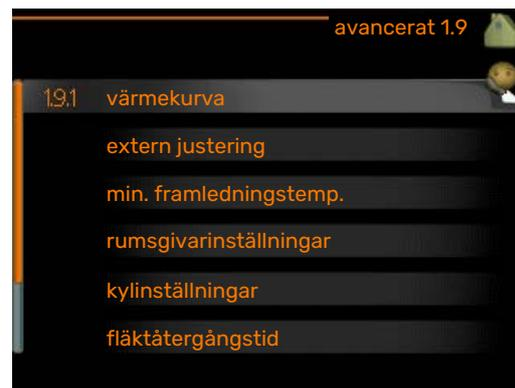 avancerat 1.9
1.9.1 värmekurva
extern justering
min. framledningstemp.
rumsgivarinställningar
kylinställningar
fläktåtergångstid